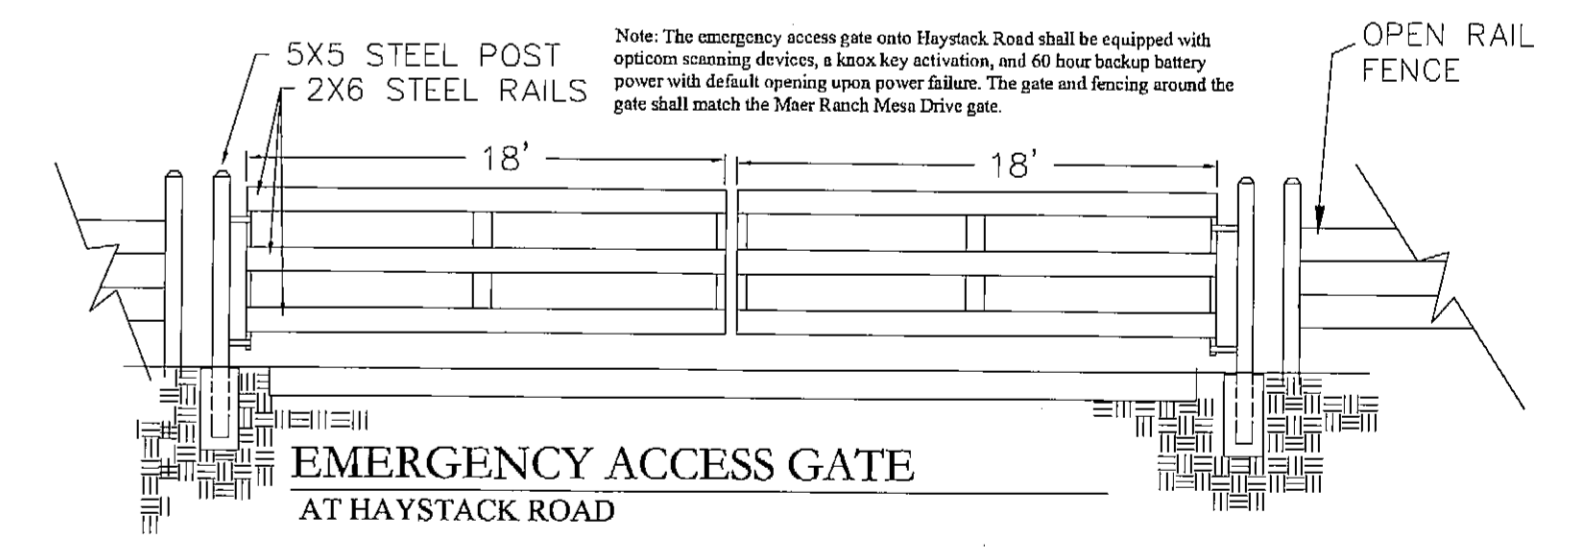 5X5 STEEL POST
2X6 STEEL RAILS
Note: The emergency access gate onto Haystack Road shall be equipped with
opticom scanning devices, a knox key activation, and 60 hour backup battery
power with default opening upon power failure. The gate and fencing around the
gate shall match the Maer Ranch Mesa Drive gate.
OPEN RAIL
FENCE
18'
18'
EMERGENCY ACCESS GATE
AT HAYSTACK ROAD